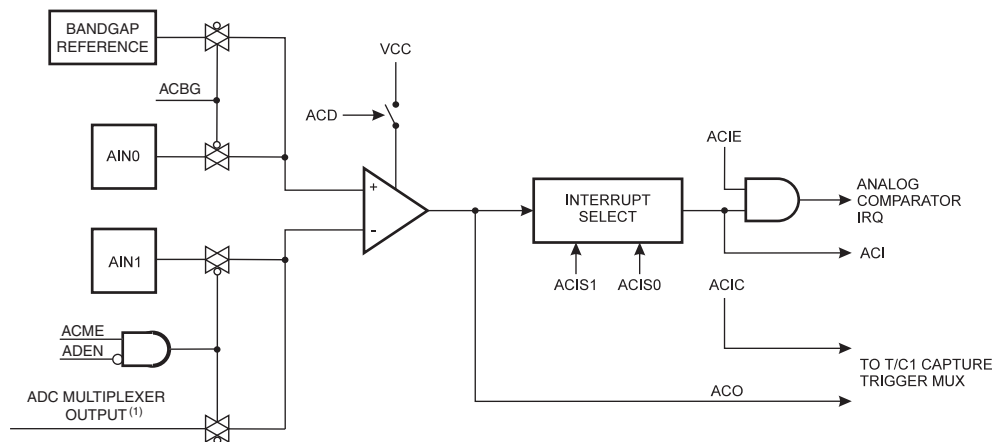 BANDGAP
REFERENCE
ACBG
AIN0
AIN1
ACME
ADEN
ADC MULTIPLEXER
OUTPUT (1)
VCC
ACD
+
-
INTERRUPT
SELECT
ACIS1 ACIS0
ACIE
ANALOG
COMPARATOR
IRQ
ACI
ACIC
TO T/C1 CAPTURE
TRIGGER MUX
ACO